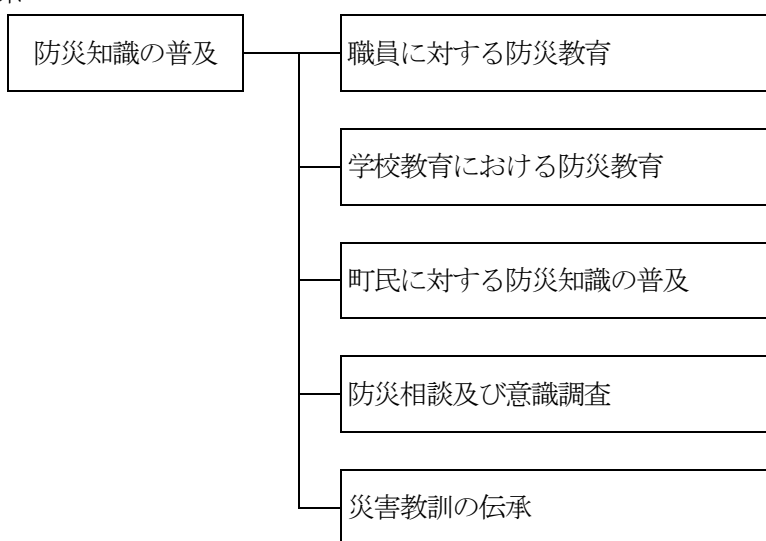 防災知識の普及
職員に対する防災教育
学校教育における防災教育
町民に対する防災知識の普及
防災相談及び意識調査
災害教訓の伝承